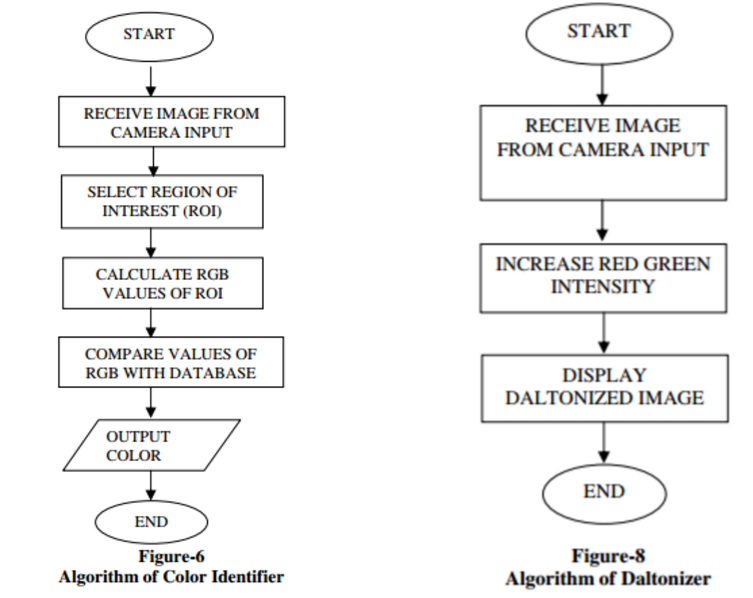 START
RECEIVE IMAGE FROM
CAMERA INPUT
SELECT REGION OF
INTEREST (ROI)
CALCULATE RGB
VALUES OF ROI
COMPARE VALUES OF
RGB WITH DATABASE
OUTPUT
COLOR
END
Figure-6
Algorithm of Color Identifier
START
RECEIVE IMAGE
FROM CAMERA INPUT
INCREASE RED GREEN
INTENSITY
DISPLAY
DALTONIZED IMAGE
END
Figure-8
Algorithm of Daltonizer